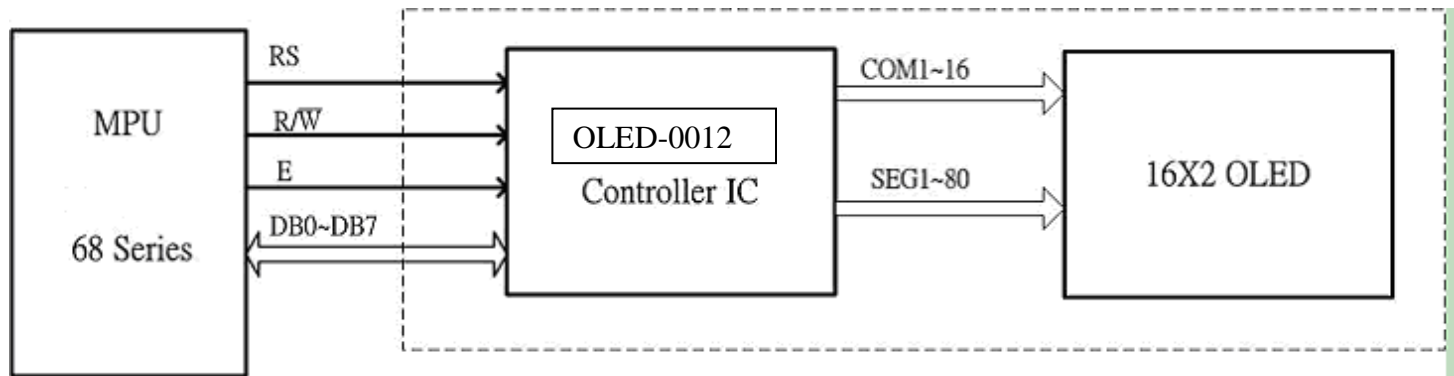 MPU
68 Series
RS
R/W̅
E
DB0~DB7
OLED-0012
Controller IC
COM1~16
SEG1~80
16X2 OLED